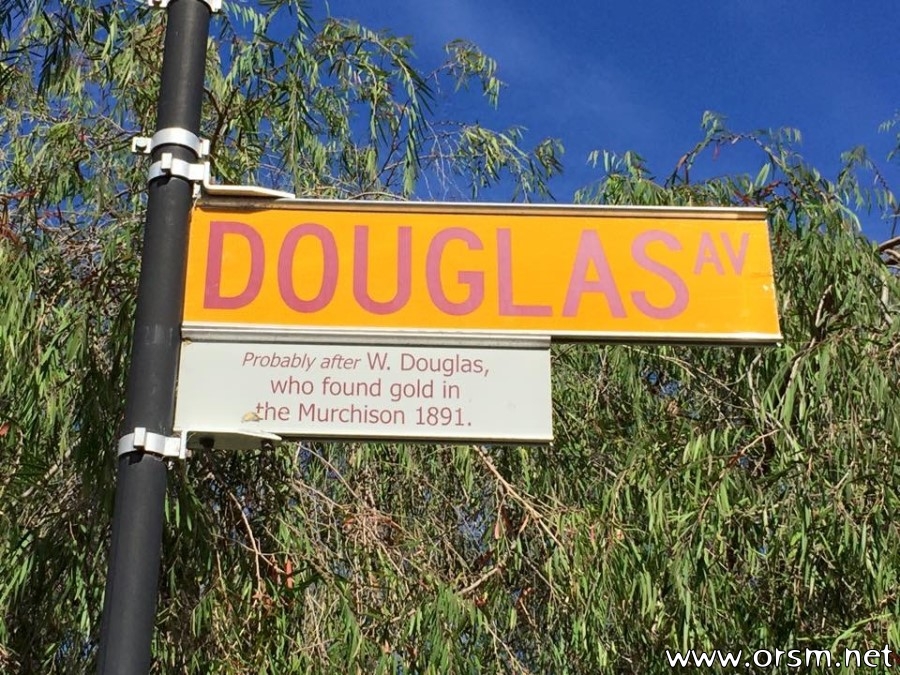 DOUGLAS AV
Probably after W. Douglas,
who found gold in
the Murchison 1891.
www.orsm.net